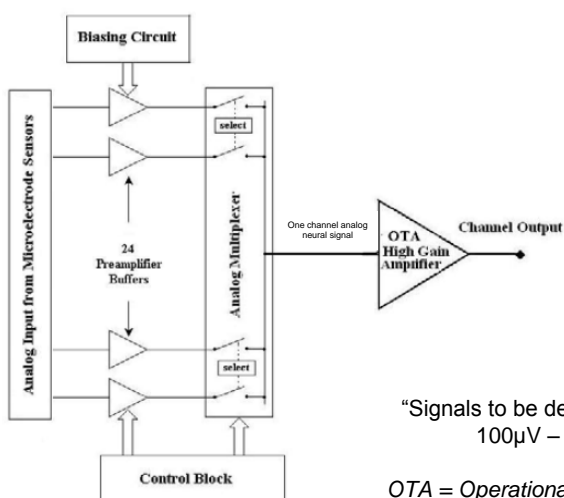 Biasing Circuit
Analog Input from Microelectrode Sensors
24
Preamplifier
Buffers
select
select
Analog Multiplexer
One channel analog
neural signal
OTA
High Gain
Amptifier
Channel Output
Control Block
“Signals to be de
100µV –
OTA = Operationa